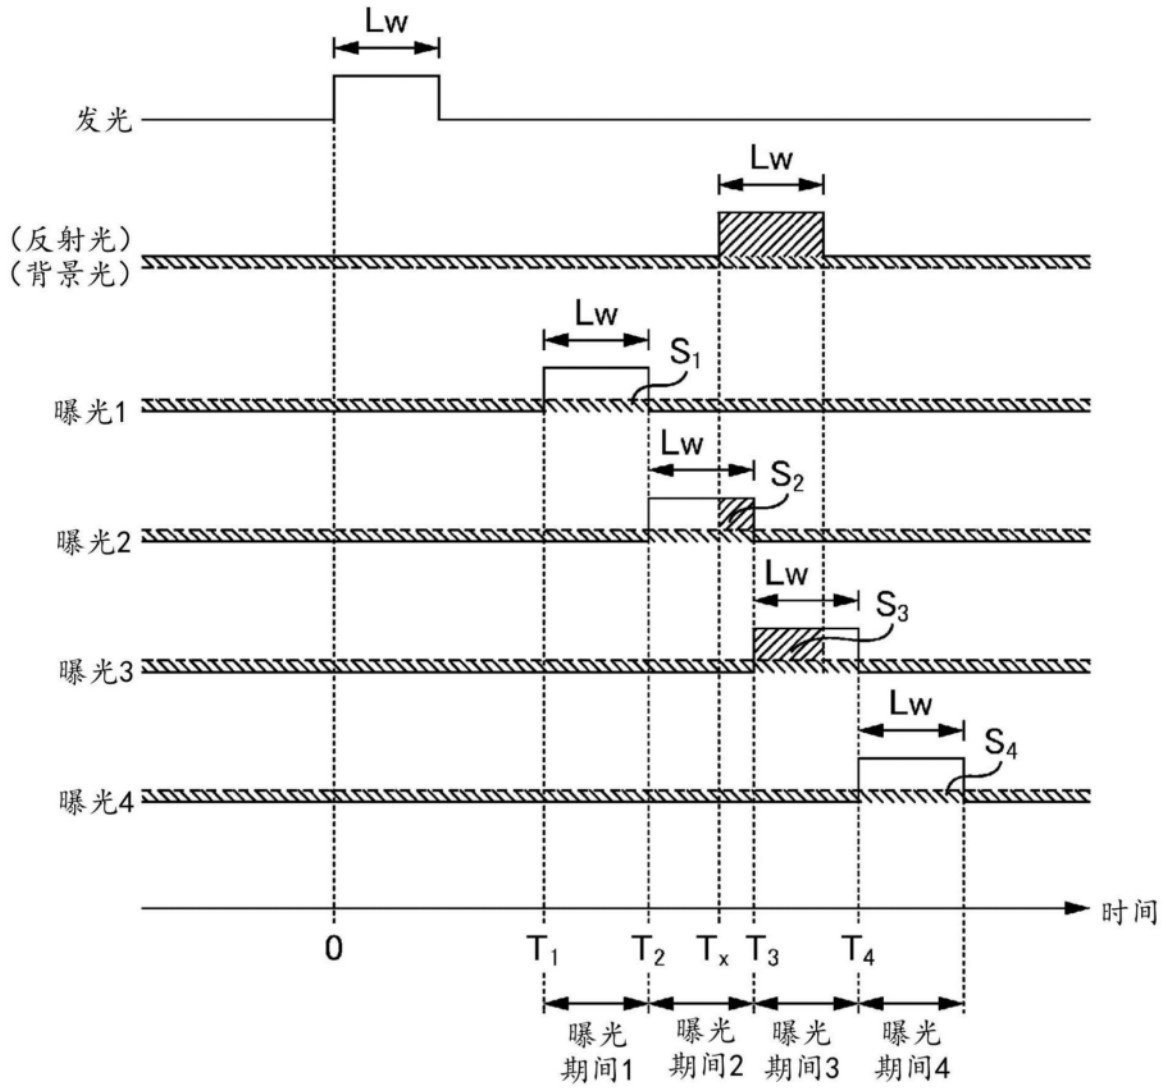 Lw
发光
Lw
(反射光)
(背景光)
Lw
S₁
曝光1
Lw
S₂
曝光2
Lw
S₃
曝光3
Lw
S₄
曝光4
时间
0 T₁ T₂ Tₓ T₃ T₄
曝光 曝光 曝光 曝光
期间1 期间2 期间3 期间4